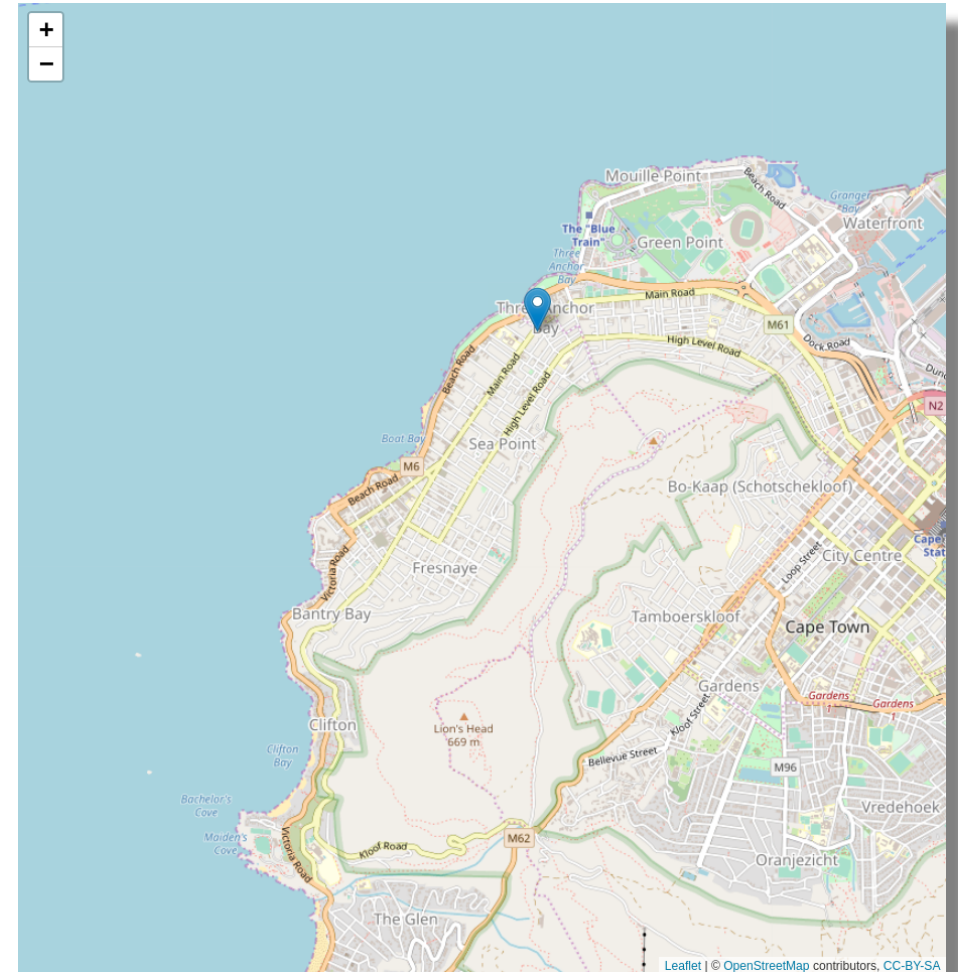 +
−
Mouille Point
Beach Road
Granger
Bay
Waterfront
The "Blue
Train"
Green Point
Three
Anchor
Bay
Main Road
Three Anchor
Bay
M61
High Level Road
Dock Road
Beach Road
Main Road
High Level Road
N2
Boat Bay
Sea Point
M6
Beach Road
Bo-Kaap (Schotschekloof)
Loop Street
City Centre
Victoria Road
Fresnaye
Bantry Bay
Tamboerskloof
Cape Town
Gardens
Gardens
1
Gardens
1
Kloof Street
Clifton
Lion's Head
669 m
Clifton
Bay
Bellevue Street
M96
Bachelor's
Cove
Vredehoek
Maiden's
Cove
Victoria Road
Kloof Road
M62
Oranjezicht
The Glen
Leaflet | © OpenStreetMap contributors, CC-BY-SA